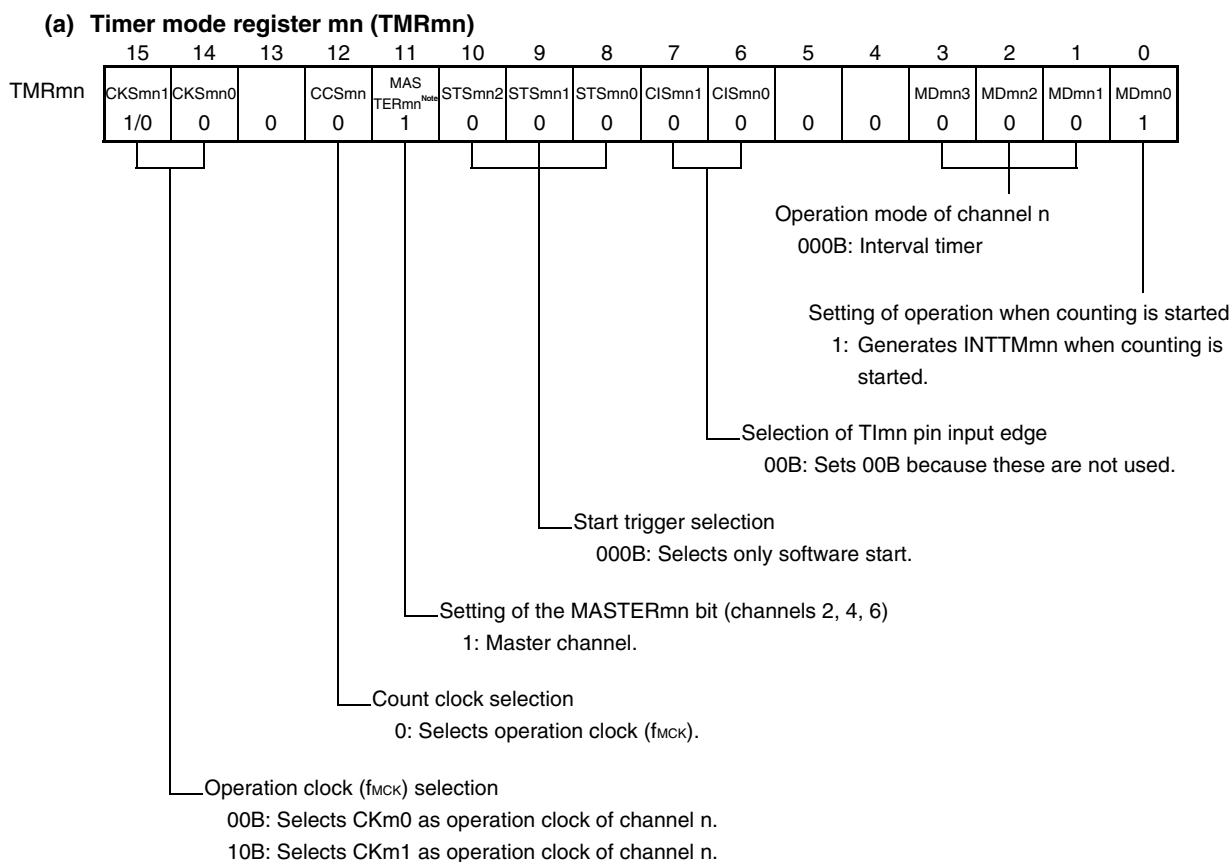 (a) Timer mode register mn (TMRmn)
15 14 13 12 11 10 9 8 7 6 5 4 3 2 1 0
TMRmn CKSmn1 CKSmn0 CCSmn MAS TERmn Note STSmn2 STSmn1 STSmn0 CISmn1 CISmn0 MDmn3 MDmn2 MDmn1 MDmn0
1/0 0 0 0 1 0 0 0 0 0 0 0 0 0 0 1
Operation mode of channel n
000B: Interval timer
Setting of operation when counting is started
1: Generates INTTMmn when counting is
started.
Selection of TImn pin input edge
00B: Sets 00B because these are not used.
Start trigger selection
000B: Selects only software start.
Setting of the MASTERmn bit (channels 2, 4, 6)
1: Master channel.
Count clock selection
0: Selects operation clock (fMCK).
Operation clock (fMCK) selection
00B: Selects CKm0 as operation clock of channel n.
10B: Selects CKm1 as operation clock of channel n.